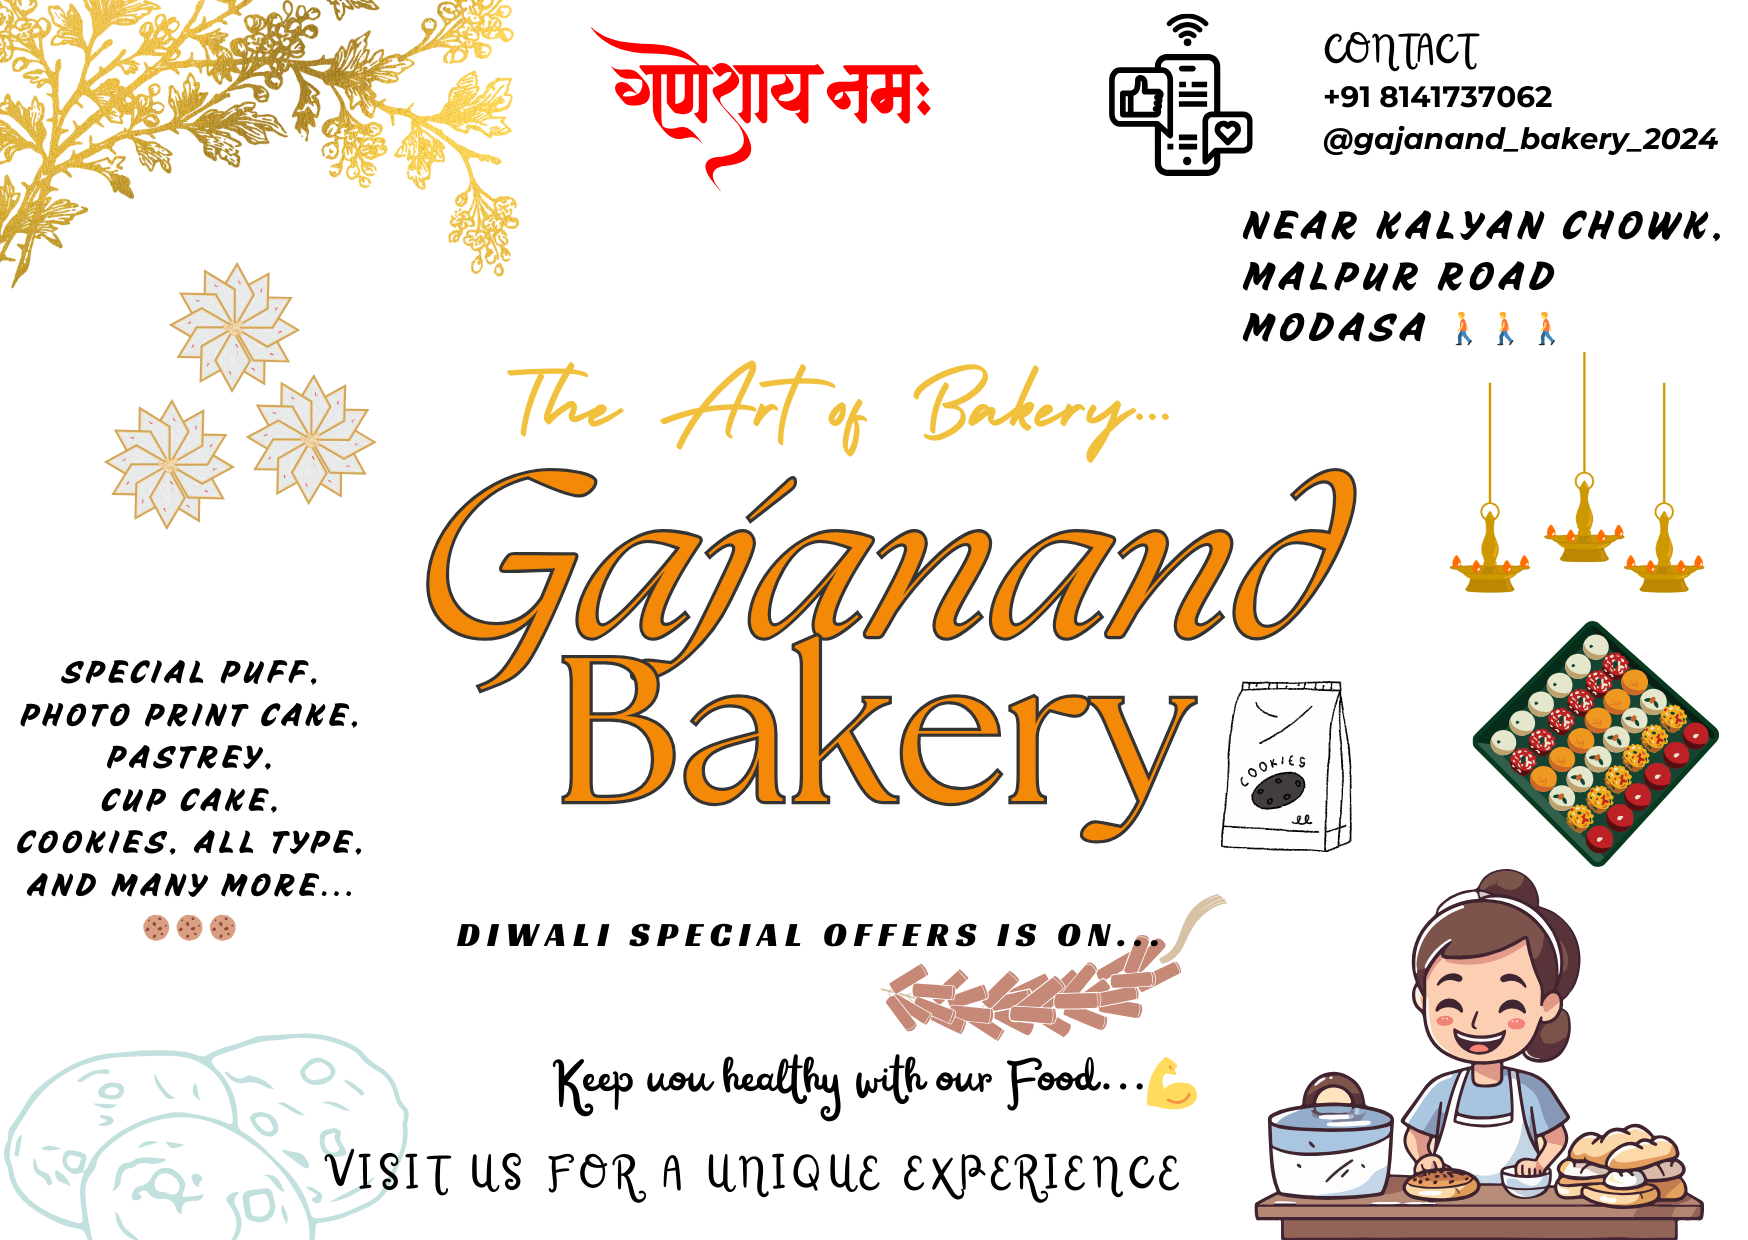 गणेशाय नमः
CONTACT
+91 8141737062
@gajanand_bakery_2024
NEAR KALYAN CHOWK,
MALPUR ROAD
MODASA
The Art of Bakery...
Gajanand
Bakery
SPECIAL PUFF,
PHOTO PRINT CAKE,
PASTREY,
CUP CAKE,
COOKIES, ALL TYPE,
AND MANY MORE...
COOKIES
DIWALI SPECIAL OFFERS IS ON...
Keep uou healthy with our Food...
VISIT US FOR A UNIQUE EXPERIENCE